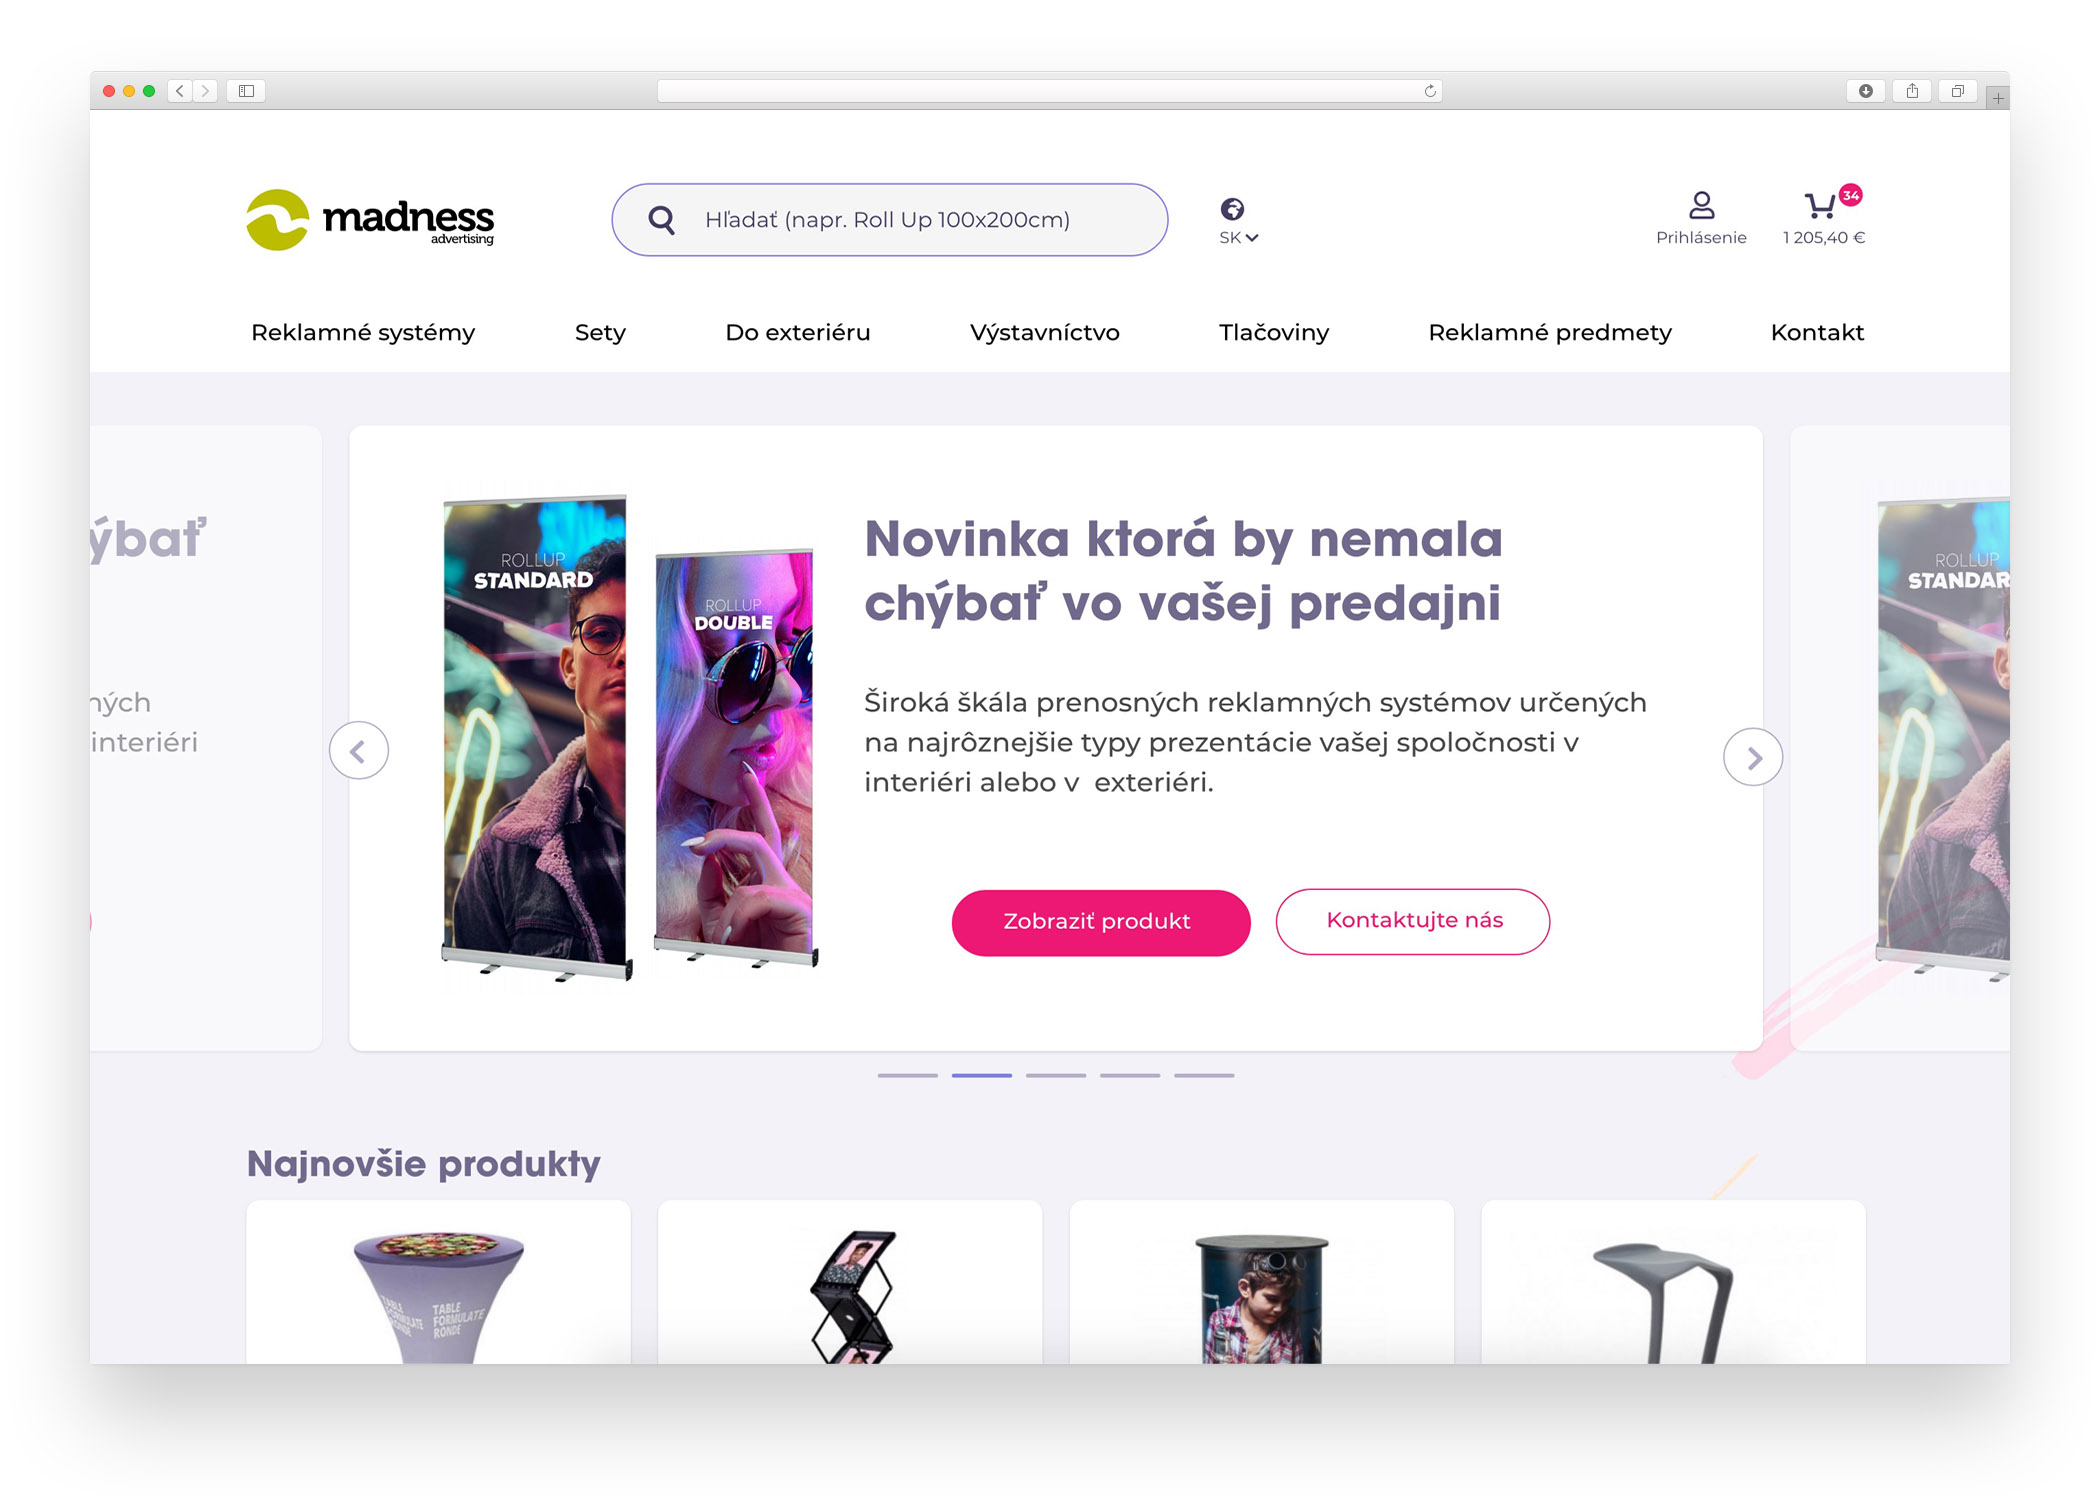 madness
advertising
Hľadať (napr. Roll Up 100x200cm)
SK
Prihlásenie
34
1 205,40 €
Reklamné systémy
Sety
Do exteriéru
Výstavníctvo
Tlačoviny
Reklamné predmety
Kontakt
ýbať
ných
interiéri
ROLLUP
STANDARD
ROLLUP
DOUBLE
Novinka ktorá by nemala
chýbať vo vašej predajni
Široká škála prenosných reklamných systémov určených
na najrôznejšie typy prezentácie vašej spoločnosti v
interiéri alebo v  exteriéri.
Zobraziť produkt
Kontaktujte nás
ROLLUP
STANDAR
Najnovšie produkty
TABLE
FORMULATE
RONDE
TABLE
FORMULATE
RONDE